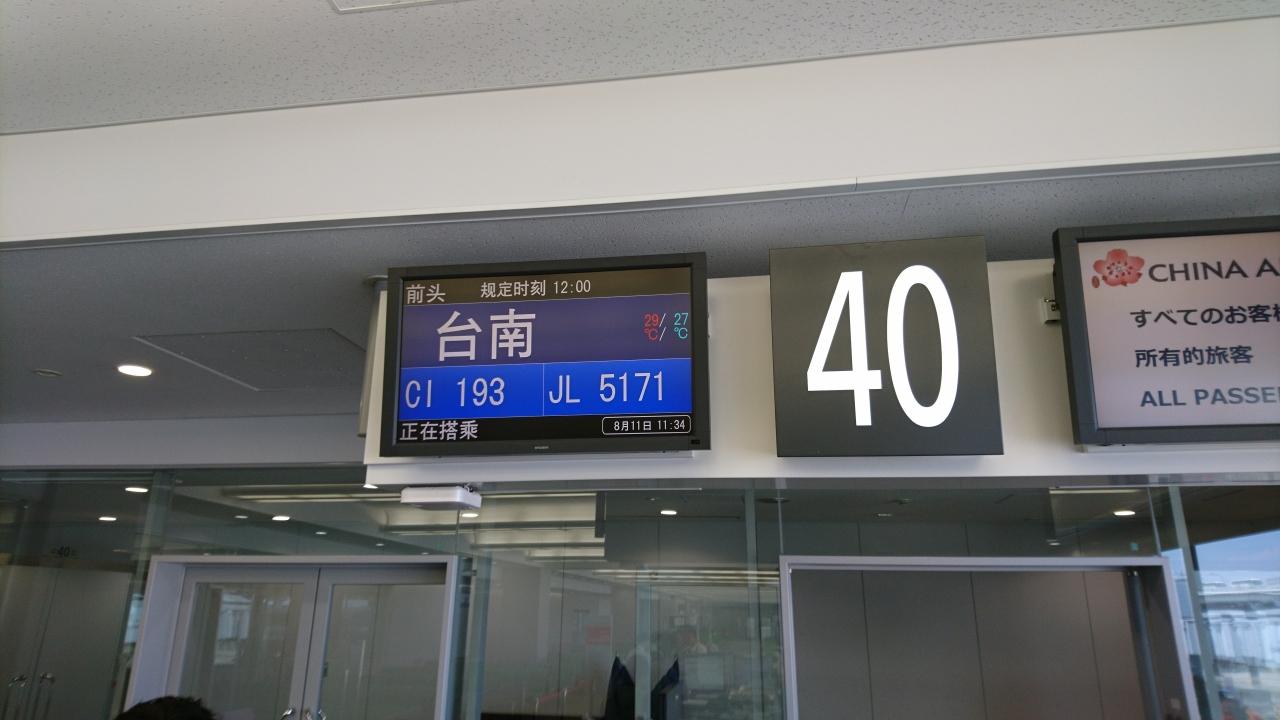 前头 规定时刻 12:00
台南 29/ 27
℃/ ℃
CI 193 JL 5171
正在搭乘 8月11日 11:34
40
CHINA A
すべてのお客
所有的旅客
ALL PASSE
40